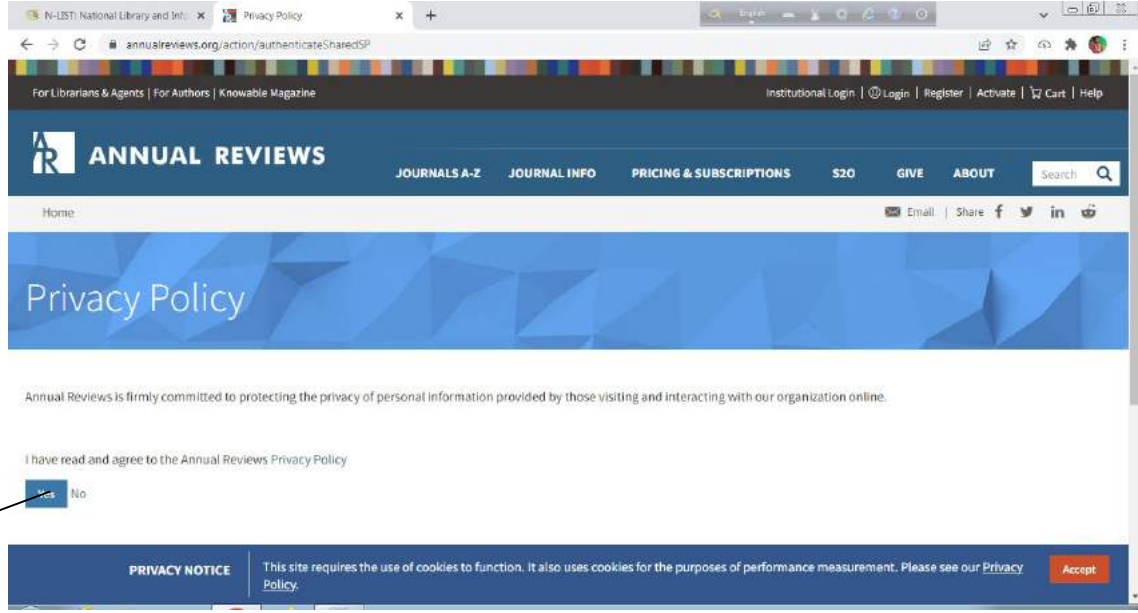 N-LIST: National Library and Info
Privacy Policy
annualreviews.org/action/authenticateSharedSP
English
For Librarians & Agents | For Authors | Knowable Magazine
Institutional Login | Login | Register | Activate | Cart | Help
AR ANNUAL REVIEWS
JOURNALS A-Z JOURNAL INFO PRICING & SUBSCRIPTIONS S2O GIVE ABOUT Search
Home
Email | Share
Privacy Policy
Annual Reviews is firmly committed to protecting the privacy of personal information provided by those visiting and interacting with our organization online.
I have read and agree to the Annual Reviews Privacy Policy
Yes No
PRIVACY NOTICE
This site requires the use of cookies to function. It also uses cookies for the purposes of performance measurement. Please see our Privacy
Policy.
Accept